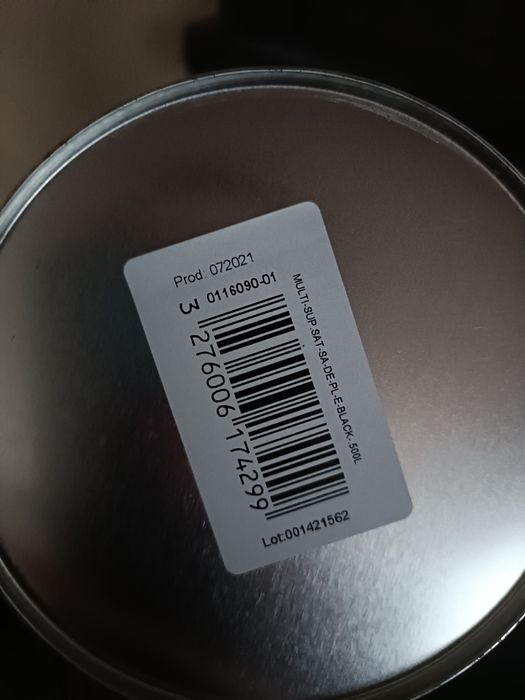 Prod: 072021
0116090-01
MULTI-SUP.SAT-SA-DE-PL-E-BLACK-.500L
3 276006 174299
Lot:001421562